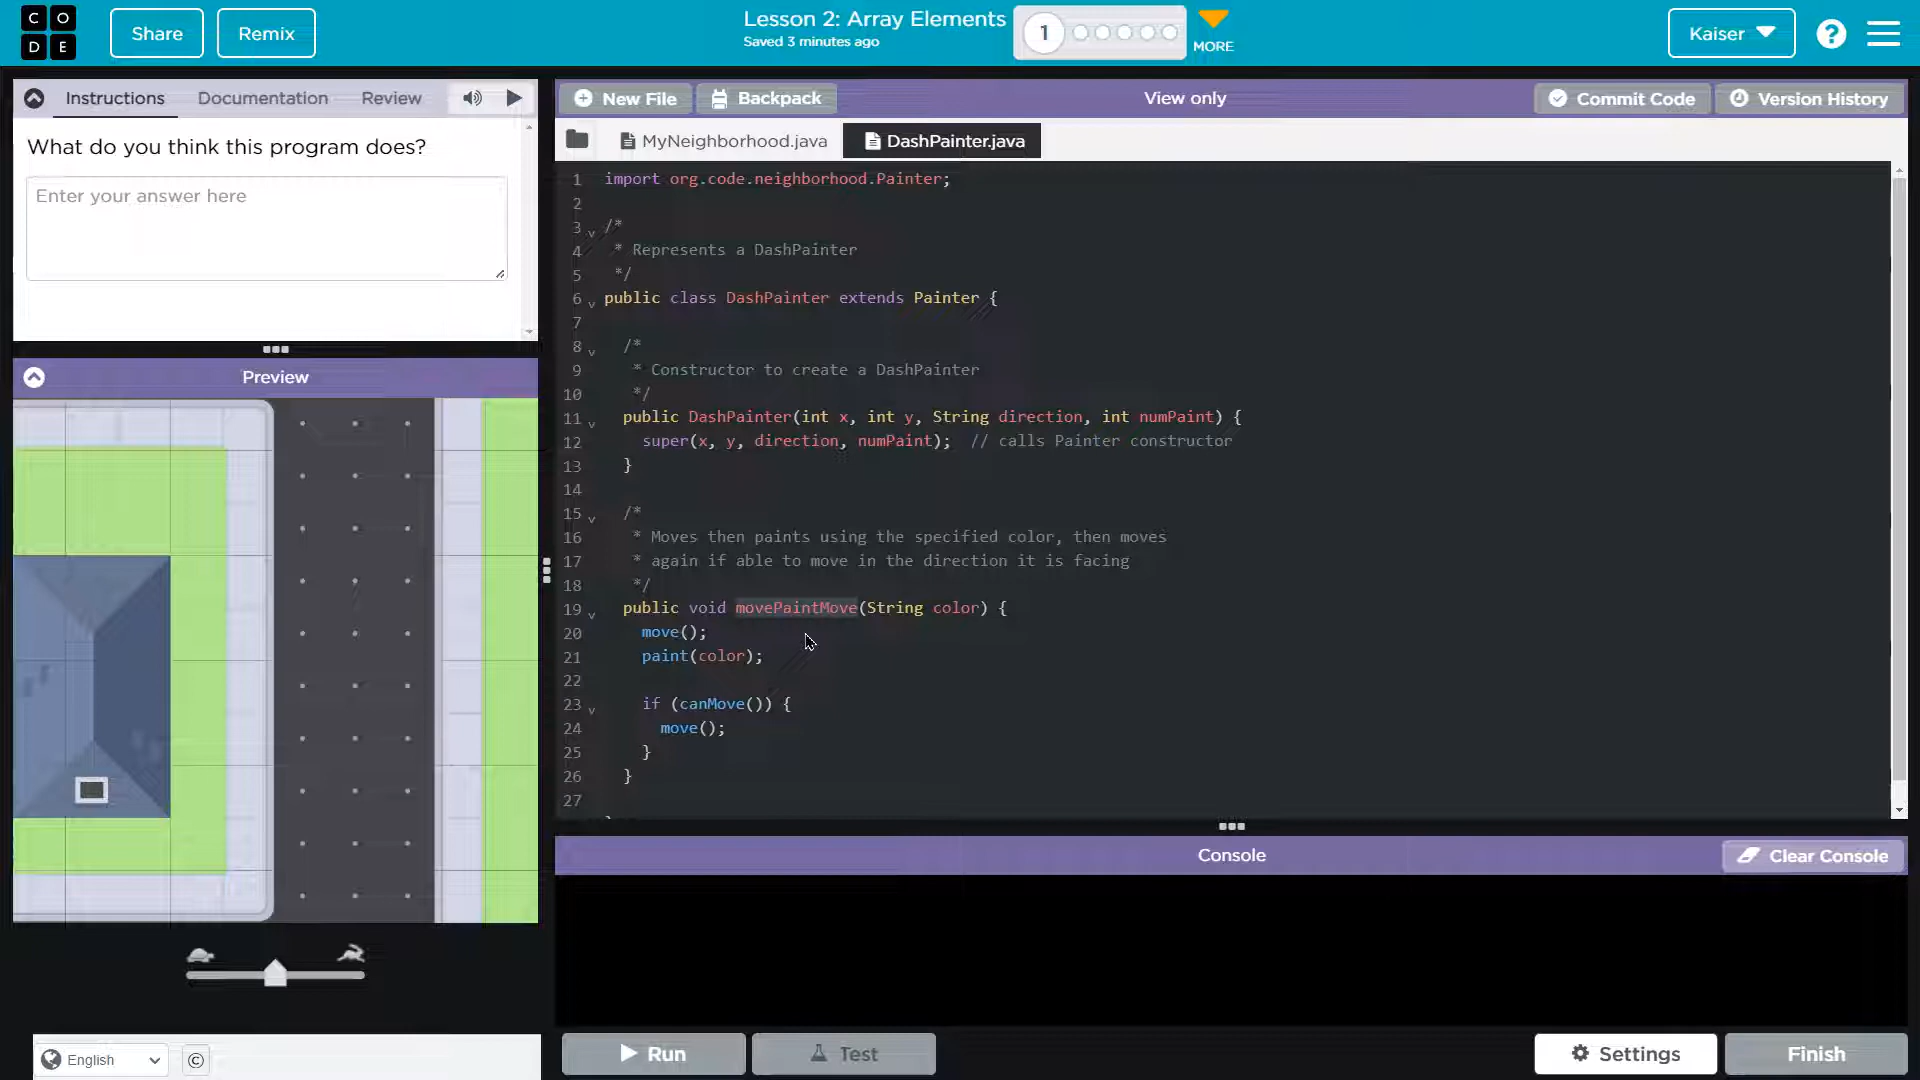 CODE
Share
Remix
Lesson 2: Array Elements
Saved 3 minutes ago
1
MORE
Kaiser
?
Instructions
Documentation
Review
What do you think this program does?
Enter your answer here
Preview
English
©
New File
Backpack
View only
Commit Code
Version History
MyNeighborhood.java
DashPainter.java
1 import org.code.neighborhood.Painter;
2
3 /*
4 * Represents a DashPainter
5 */
6 public class DashPainter extends Painter {
7
8 /*
9 * Constructor to create a DashPainter
10 */
11 public DashPainter(int x, int y, String direction, int numPaint) {
12 super(x, y, direction, numPaint); // calls Painter constructor
13 }
14
15 /*
16 * Moves then paints using the specified color, then moves
17 * again if able to move in the direction it is facing
18 */
19 public void movePaintMove(String color) {
20 move();
21 paint(color);
22
23 if (canMove()) {
24 move();
25 }
26 }
27
Console
Clear Console
Run
Test
Settings
Finish